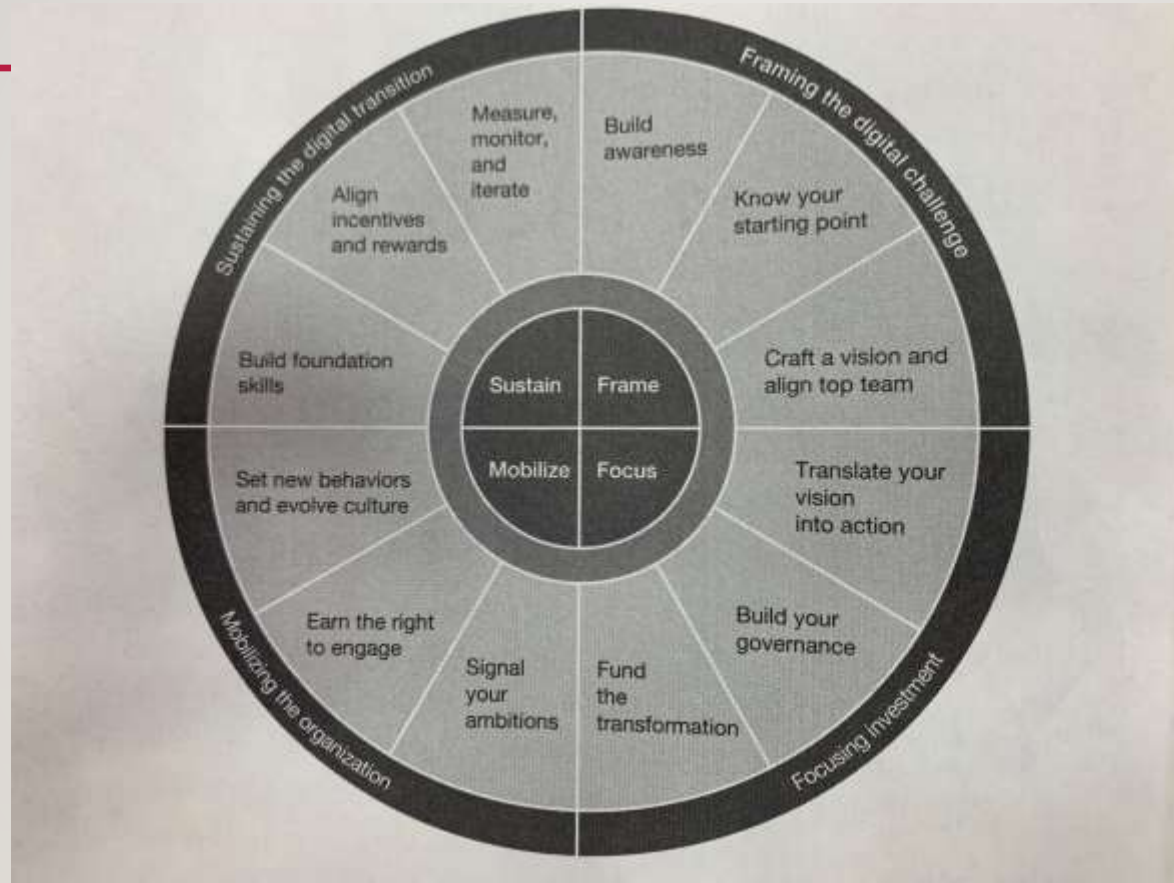 Framing the digital challenge
Build
awareness
Know your
starting point
Craft a vision and
align top team
Focusing investment
Translate your
vision
into action
Build your
governance
Fund
the
transformation
Mobilizing the organization
Signal
your
ambitions
Earn the right
to engage
Set new behaviors
and evolve culture
Sustaining the digital transition
Build foundation
skills
Align
incentives
and rewards
Measure,
monitor,
and
iterate
Sustain
Frame
Mobilize
Focus